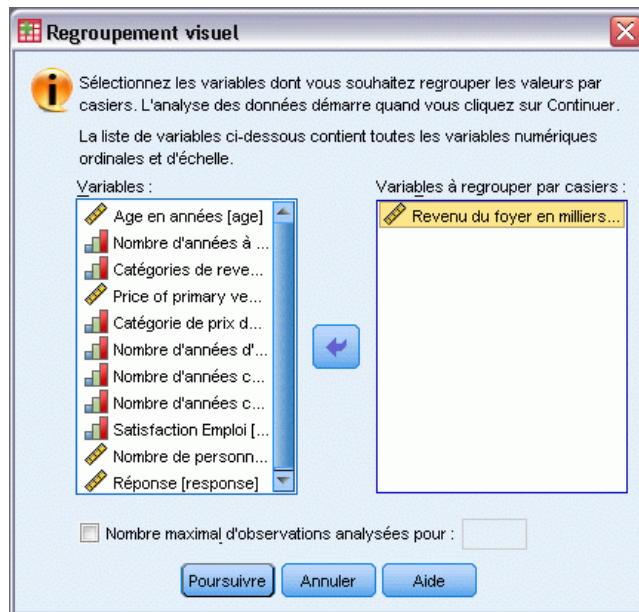 Regroupement visuel
Sélectionnez les variables dont vous souhaitez regrouper les valeurs par
casiers. L'analyse des données démarre quand vous cliquez sur Continuer.
La liste de variables ci-dessous contient toutes les variables numériques
ordinales et d'échelle.
Variables :
Age en années [age]
Nombre d'années à ...
Catégories de reve...
Price of primary ve...
Catégorie de prix d...
Nombre d'années d'...
Nombre d'années c...
Nombre d'années c...
Satisfaction Emploi [...
Nombre de personn...
Réponse [response]
Variables à regrouper par casiers :
Revenu du foyer en milliers...
Nombre maximal d'observations analysées pour :
Poursuivre Annuler Aide